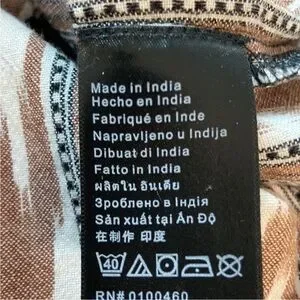 Made in India
Hecho en India
Fabriqué en Inde
Napravljeno u Indija
Dibuat di India
Fatto in India
ผลิตใน อินเดีย
Зроблено в Індія
Sản xuất tại Ấn Độ
在制作 印度
40
RN# 0100460